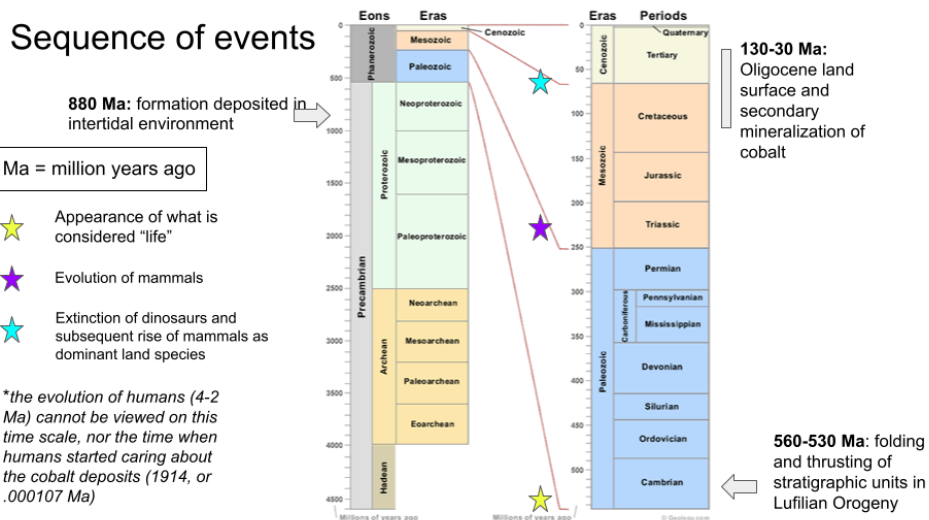 Sequence of events
880 Ma: formation deposited in
intertidal environment
Ma = million years ago
Appearance of what is
considered “life”
Evolution of mammals
Extinction of dinosaurs and
subsequent rise of mammals as
dominant land species
*the evolution of humans (4-2
Ma) cannot be viewed on this
time scale, nor the time when
humans started caring about
the cobalt deposits (1914, or
.000107 Ma)
Eons
Eras
0
500
1000
1500
2000
2500
3000
3500
4000
4500
Phanerozoic
Precambrian
Proterozoic
Archean
Hadean
Cenozoic
Mesozoic
Paleozoic
Neoproterozoic
Mesoproterozoic
Paleoproterozoic
Neoarchean
Mesoarchean
Paleoarchean
Eoarchean
Millions of years ago
Eras
Periods
0
50
100
150
200
250
300
350
400
450
500
Cenozoic
Mesozoic
Paleozoic
Quaternary
Tertiary
Cretaceous
Jurassic
Triassic
Permian
Carboniferous
Pennsylvanian
Mississippian
Devonian
Silurian
Ordovician
Cambrian
Millions of years ago
© Geology.com
130-30 Ma:
Oligocene land
surface and
secondary
mineralization of
cobalt
560-530 Ma: folding
and thrusting of
stratigraphic units in
Lufilian Orogeny